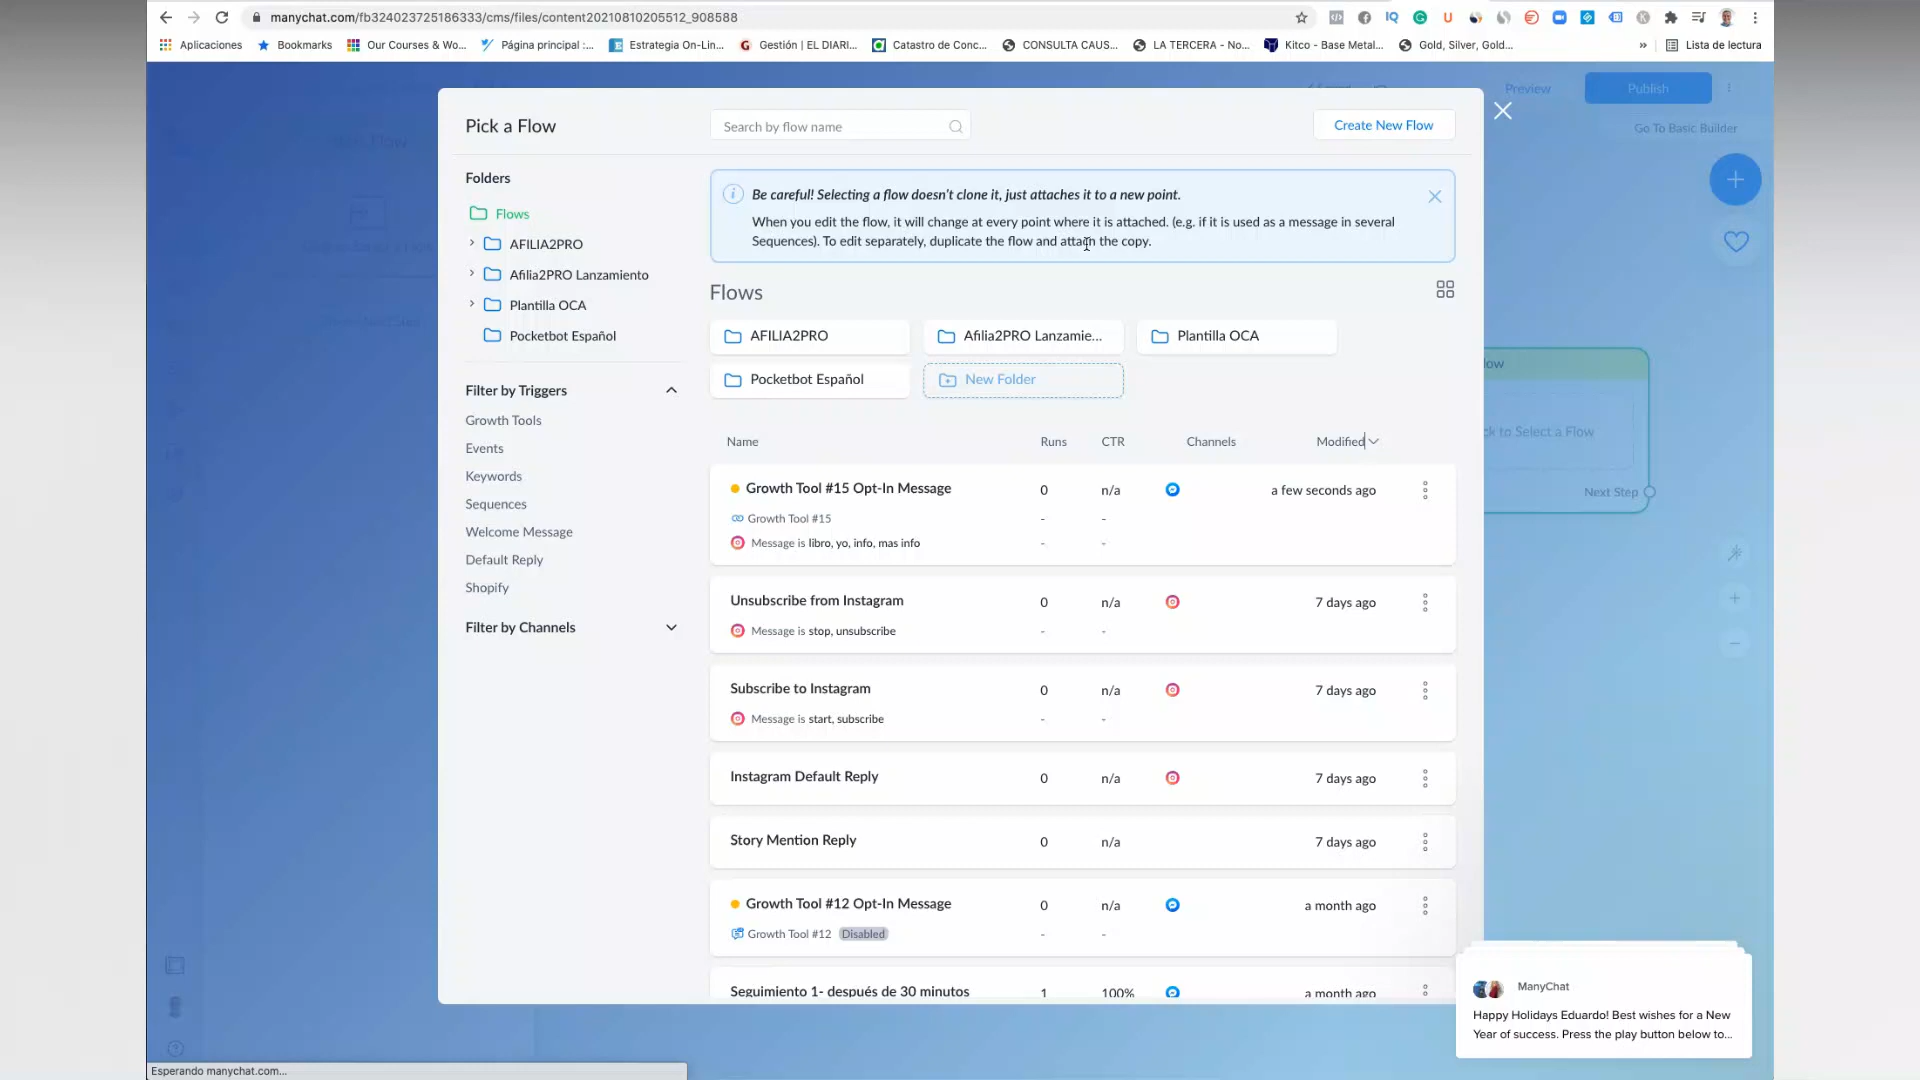 manychat.com/fb324023725186333/cms/files/content20210810205512_908588
Aplicaciones
Bookmarks
Our Courses & Wo...
Página principal :...
Estrategia On-Lin...
Gestión | EL DIARI...
Catastro de Conc...
CONSULTA CAUS...
LA TERCERA - No...
Kitco - Base Metal...
Gold, Silver, Gold...
»
Lista de lectura
Preview
Publish
Go To Basic Builder
Pick a Flow
Search by flow name
Create New Flow
Folders
Flows
AFILIA2PRO
Afilia2PRO Lanzamiento
Plantilla OCA
Pocketbot Español
Filter by Triggers
Growth Tools
Events
Keywords
Sequences
Welcome Message
Default Reply
Shopify
Filter by Channels
Be careful! Selecting a flow doesn't clone it, just attaches it to a new point.
When you edit the flow, it will change at every point where it is attached. (e.g. if it is used as a message in several
Sequences). To edit separately, duplicate the flow and attach the copy.
Flows
AFILIA2PRO
Afilia2PRO Lanzamie...
Plantilla OCA
Pocketbot Español
New Folder
Name Runs CTR Channels Modified
Growth Tool #15 Opt-In Message 0 n/a a few seconds ago
Growth Tool #15 - -
Message is libro, yo, info, mas info - -
Unsubscribe from Instagram 0 n/a 7 days ago
Message is stop, unsubscribe - -
Subscribe to Instagram 0 n/a 7 days ago
Message is start, subscribe - -
Instagram Default Reply 0 n/a 7 days ago
Story Mention Reply 0 n/a 7 days ago
Growth Tool #12 Opt-In Message 0 n/a a month ago
Growth Tool #12 Disabled - -
Seguimiento 1- después de 30 minutos 1 100% a month ago
to Select a Flow
Next Step
ManyChat
Happy Holidays Eduardo! Best wishes for a New
Year of success. Press the play button below to...
Esperando manychat.com...